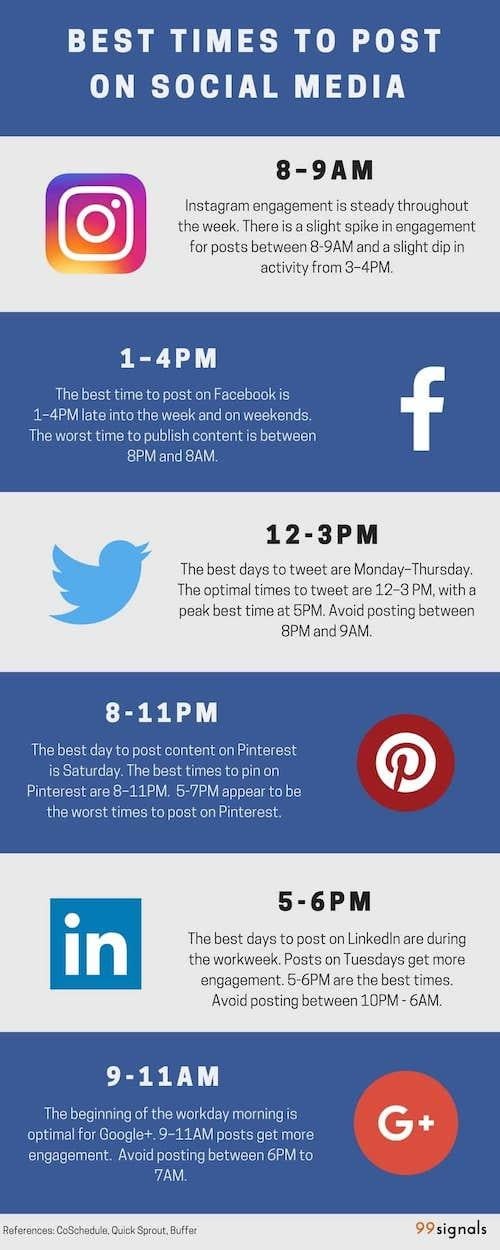 BEST TIMES TO POST
ON SOCIAL MEDIA
8-9AM
Instagram engagement is steady throughout
the week. There is a slight spike in engagement
for posts between 8-9AM and a slight dip in
activity from 3-4PM.
1-4PM
The best time to post on Facebook is
1-4PM late into the week and on weekends.
The worst time to publish content is between
8PM and 8AM.
12-3PM
The best days to tweet are Monday-Thursday.
The optimal times to tweet are 12-3 PM, with a
peak best time at 5PM. Avoid posting between
8PM and 9AM.
8-11PM
The best day to post content on Pinterest
is Saturday. The best times to pin on
Pinterest are 8-11PM. 5-7PM appear to be
the worst times to post on Pinterest.
in
5-6PM
The best days to post on LinkedIn are during
the workweek. Posts on Tuesdays get more
engagement. 5-6PM are the best times.
Avoid posting between 10PM - 6AM.
9-11AM
The beginning of the workday morning is
optimal for Google+. 9-11AM posts get more
engagement. Avoid posting between 6PM to
7AM.
G+
References: CoSchedule, Quick Sprout, Buffer
99signals